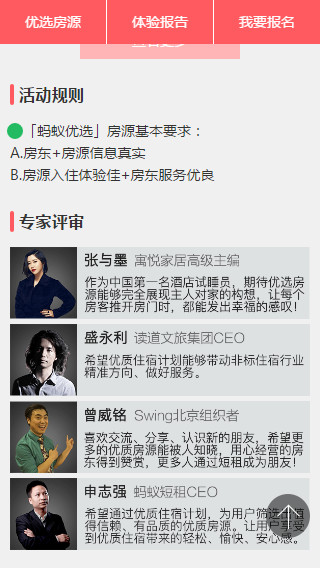 优选房源 体验报告 我要报名
活动规则
「蚂蚁优选」房源基本要求：
A.房东+房源信息真实
B.房源入住体验佳+房东服务优良
专家评审
张与墨 寓悦家居高级主编
作为中国第一名酒店试睡员，期待优选房
源能够完全展现主人对家的构想，让每个
房客推开房门时，都能发出幸福的感叹！
盛永利 读道文旅集团CEO
希望优质住宿计划能够带动非标住宿行业
精准方向、做好服务。
曾威铭 Swing北京组织者
喜欢交流、分享、认识新的朋友，希望更
多的优质房源能被人知晓，用心经营的房
东得到赞赏，更多人通过短租成为朋友！
申志强 蚂蚁短租CEO
希望通过优质住宿计划，为用户筛选出值
得信赖、有品质的优质房源。让用户享受
到优质住宿带来的轻松、愉快、安心感。